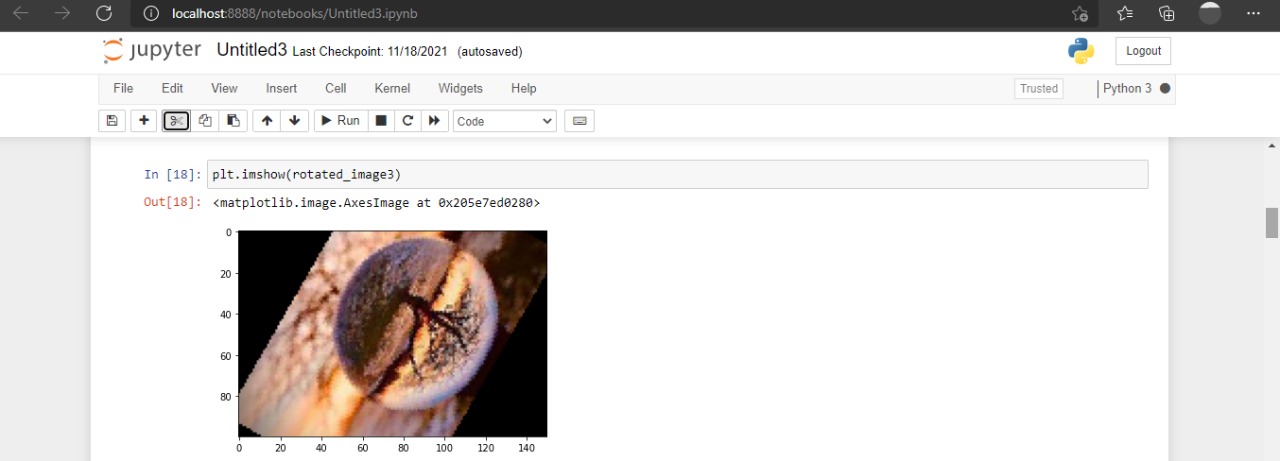 localhost:8888/notebooks/Untitled3.ipynb
jupyter Untitled3 Last Checkpoint: 11/18/2021 (autosaved)
Logout
File Edit View Insert Cell Kernel Widgets Help
Trusted
Python 3
Run
Code
In [18]: plt.imshow(rotated_image3)
Out[18]: <matplotlib.image.AxesImage at 0x205e7ed0280>
0
20
40
60
80
0 20 40 60 80 100 120 140